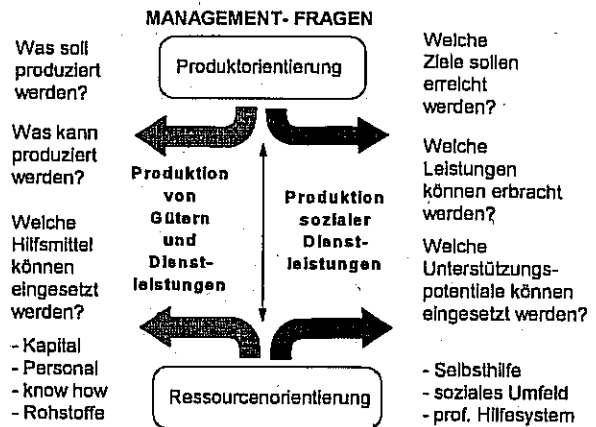 MANAGEMENT- FRAGEN
Was soll
produziert
werden?
Produktorientierung
Welche
Ziele sollen
erreicht
werden?
Was kann
produziert
werden?
Welche
Leistungen
können erbracht
werden?
Produktion
von
Gütern
und
Dienst-
leistungen
Produktion
sozialer
Dienst-
leistungen
Welche
Hilfsmittel
können
eingesetzt
werden?
Welche
Unterstützungs-
potentiale können
eingesetzt werden?
- Kapital
- Personal
- know how
- Rohstoffe
Ressourcenorientierung
- Selbsthilfe
- soziales Umfeld
- prof. Hilfesystem